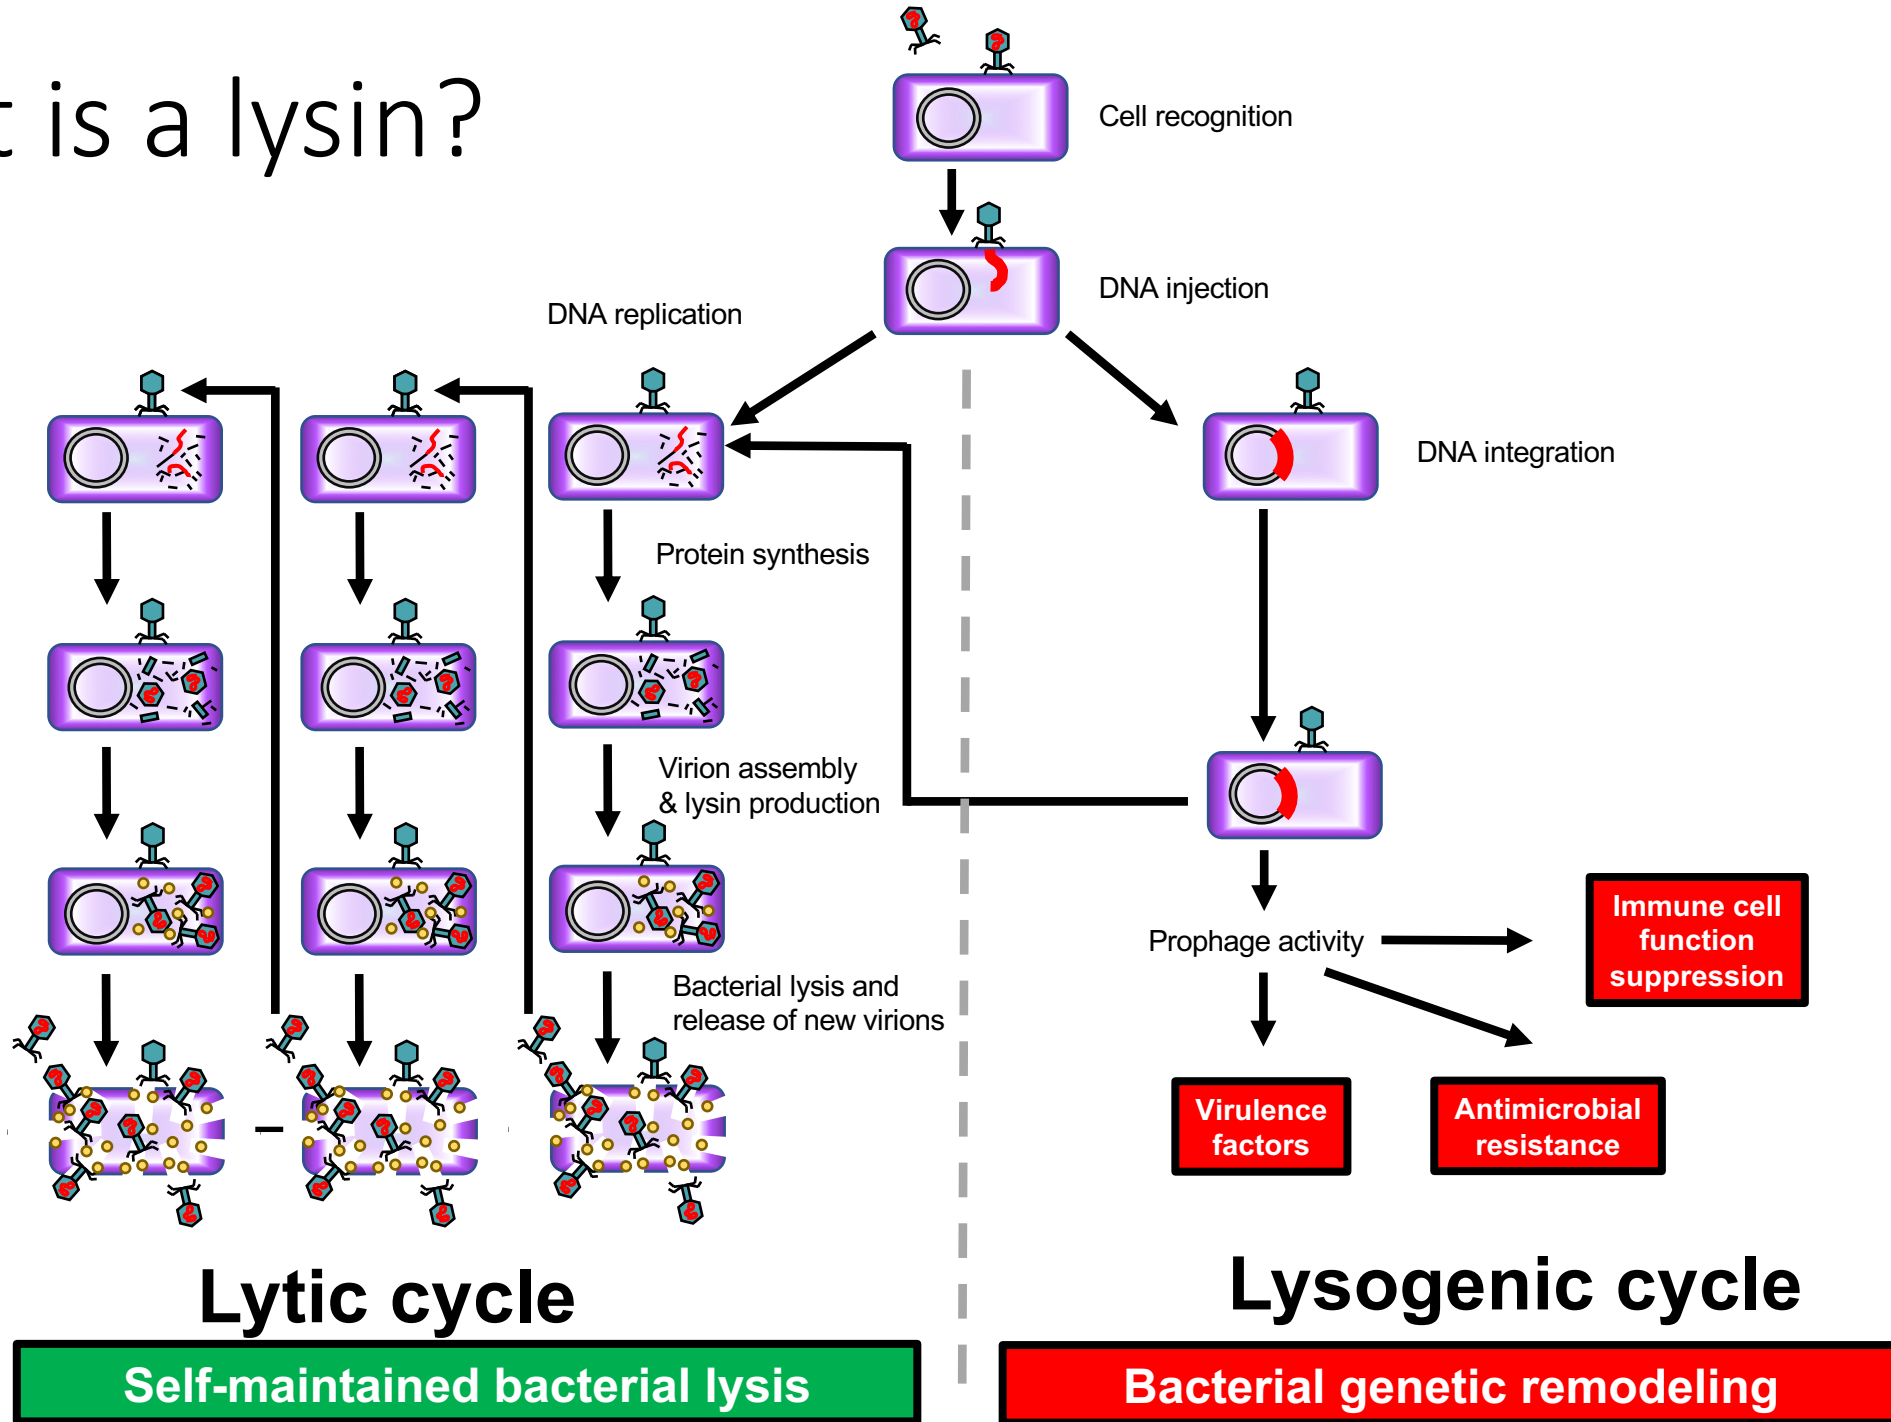 t is a lysin?
Cell recognition
DNA injection
DNA replication
DNA integration
Protein synthesis
Virion assembly
& lysin production
Bacterial lysis and
release of new virions
Prophage activity
Immune cell
function
suppression
Virulence
factors
Antimicrobial
resistance
Lytic cycle
Lysogenic cycle
Self-maintained bacterial lysis
Bacterial genetic remodeling